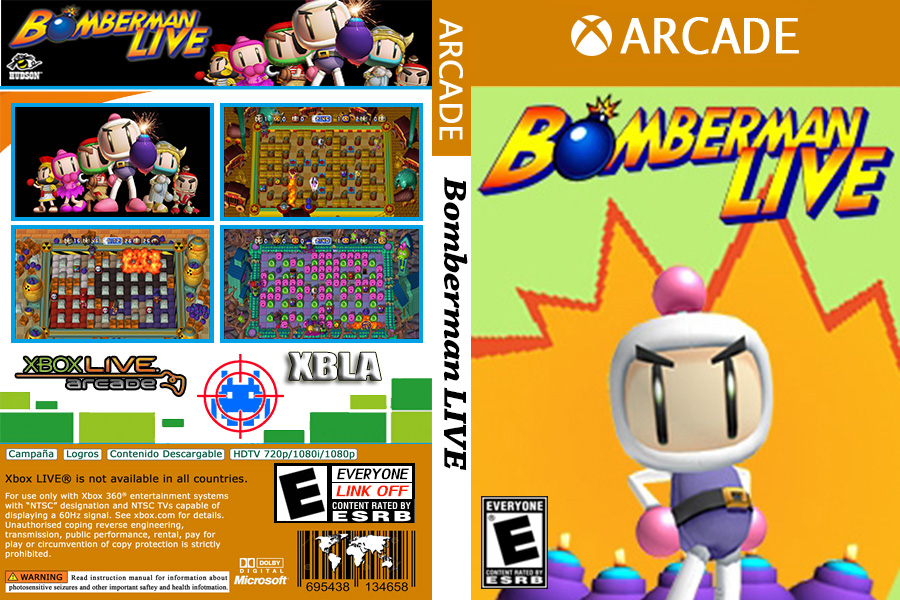 BOMBERMAN
LIVE
HUDSON
XBOX LIVE
arcade
XBLA
Campaña
Logros
Contenido Descargable
HDTV 720p/1080i/1080p
Xbox LIVE® is not available in all countries.
For use only with Xbox 360® entertainment systems
with "NTSC" designation and NTSC TVs capable of
displaying a 60Hz signal. See xbox.com for details.
Unauthorised coping reverse engineering,
transmission, public performance, rental, pay for
play or circumvention of copy protection is strictly
prohibited.
WARNING Read instruction manual for information about
photosensitive seizures and other important saftey and health information.
E
EVERYONE
LINK OFF
CONTENT RATED BY
ESRB
DOLBY
DIGITAL
Microsoft
695438 134658
ARCADE
Bomberman LIVE
ARCADE
BOMBERMAN
LIVE
EVERYONE
E
CONTENT RATED BY
ESRB